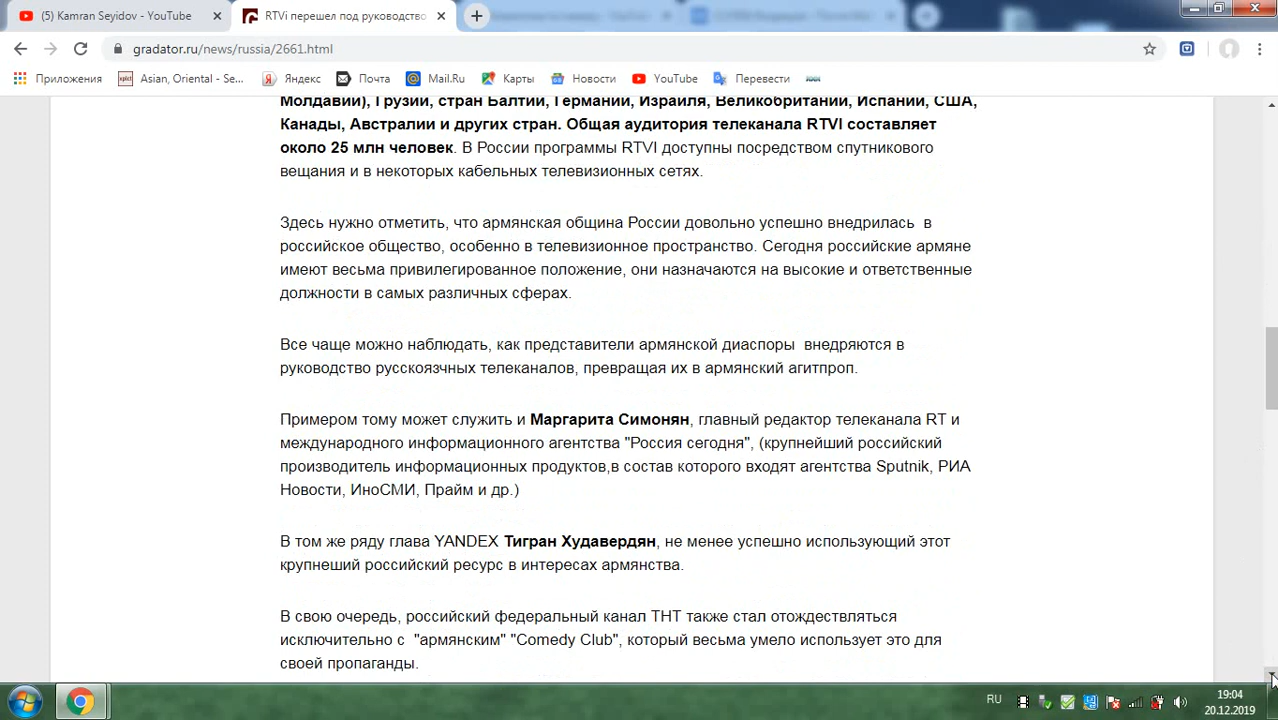 (5) Kamran Seyidov - YouTube
RTVi перешел под руководство
gradator.ru/news/russia/2661.html
Приложения
Asian, Oriental - Se...
Яндекс
Почта
Mail.Ru
Карты
Новости
YouTube
Перевести
Молдавии), Грузии, стран Балтии, Германии, Израиля, Великобритании, Испании, США,
Канады, Австралии и других стран. Общая аудитория телеканала RTVI составляет
около 25 млн человек. В России программы RTVI доступны посредством спутникового
вещания и в некоторых кабельных телевизионных сетях.
Здесь нужно отметить, что армянская община России довольно успешно внедрилась в
российское общество, особенно в телевизионное пространство. Сегодня российские армяне
имеют весьма привилегированное положение, они назначаются на высокие и ответственные
должности в самых различных сферах.
Все чаще можно наблюдать, как представители армянской диаспоры внедряются в
руководство русскоязчных телеканалов, превращая их в армянский агитпроп.
Примером тому может служить и Маргарита Симонян, главный редактор телеканала RT и
международного информационного агентства "Россия сегодня", (крупнейший российский
производитель информационных продуктов,в состав которого входят агентства Sputnik, РИА
Новости, ИноСМИ, Прайм и др.)
В том же ряду глава YANDEX Тигран Худавердян, не менее успешно использующий этот
крупнеший российский ресурс в интересах армянства.
В свою очередь, российский федеральный канал ТНТ также стал отождествляться
исключительно с "армянским" "Comedy Club", который весьма умело использует это для
своей пропаганды.
RU
19:04
20.12.2019